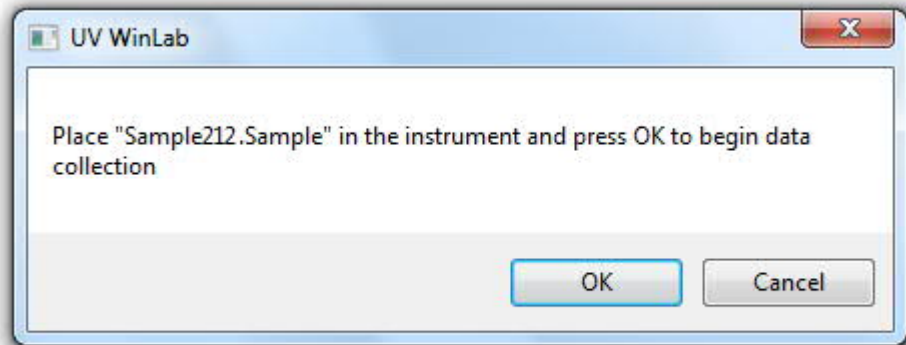 UV WinLab
Place "Sample212.Sample" in the instrument and press OK to begin data
collection
OK
Cancel